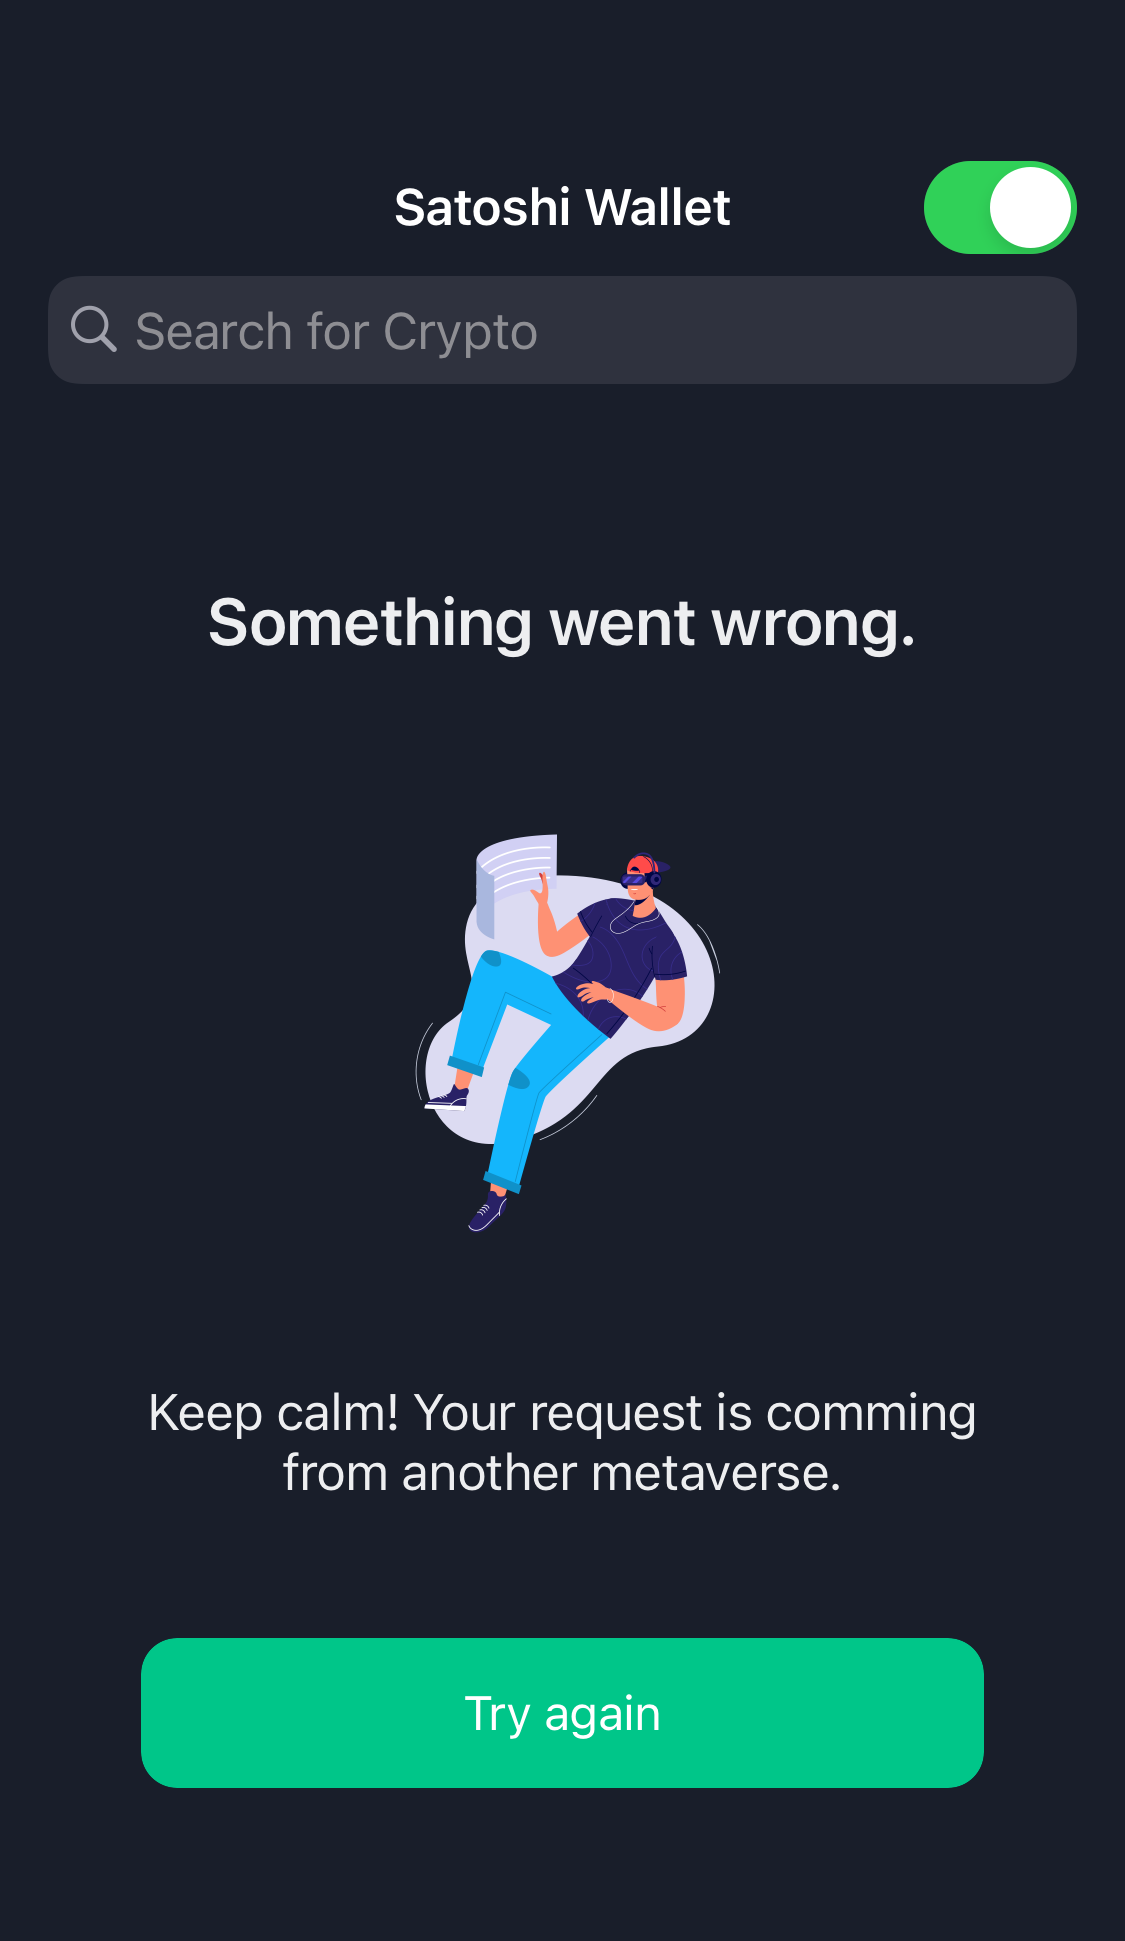 Satoshi Wallet
Search for Crypto
Something went wrong.
Keep calm! Your request is comming
from another metaverse.
Try again